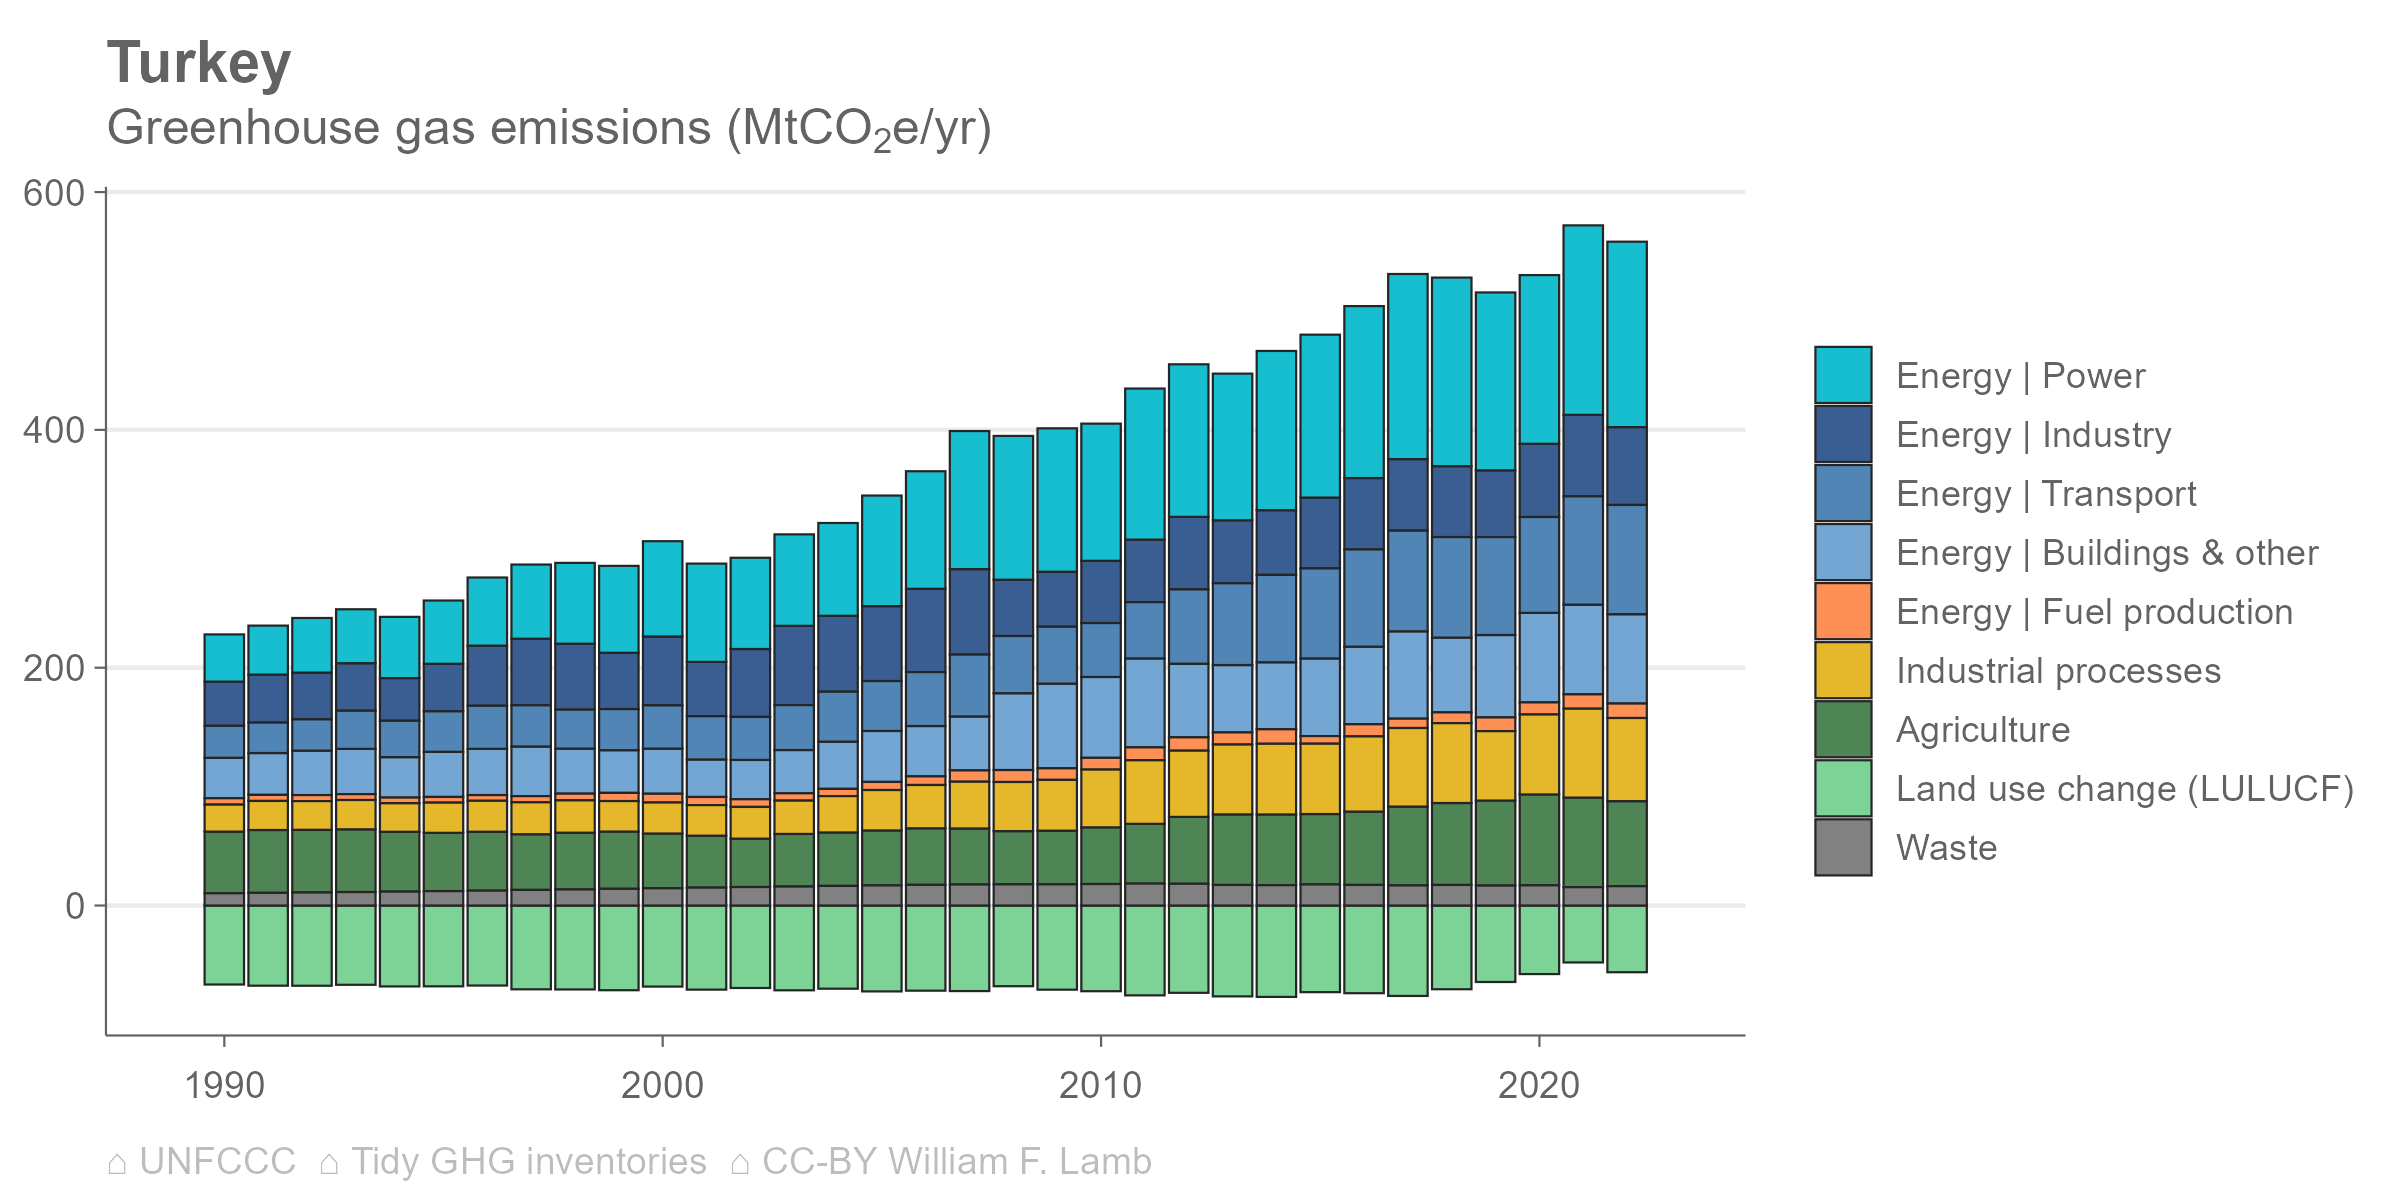 Turkey
Greenhouse gas emissions (MtCO₂e/yr)
600
400
200
0
1990
2000
2010
2020
Energy | Power
Energy | Industry
Energy | Transport
Energy | Buildings & other
Energy | Fuel production
Industrial processes
Agriculture
Land use change (LULUCF)
Waste
⌂ UNFCCC ⌂ Tidy GHG inventories ⌂ CC-BY William F. Lamb